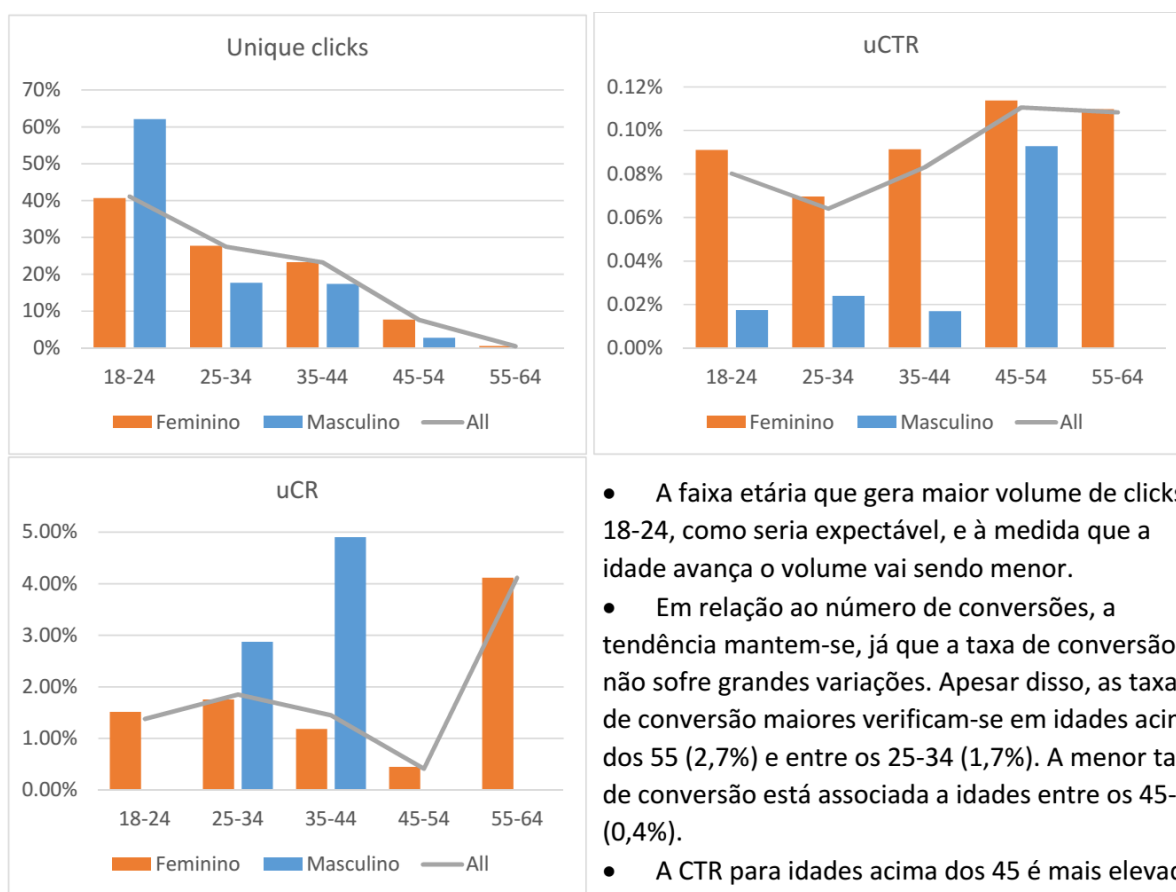 Unique clicks
70%
60%
50%
40%
30%
20%
10%
0%
18-24 25-34 35-44 45-54 55-64
Feminino Masculino All
uCTR
0.12%
0.10%
0.08%
0.06%
0.04%
0.02%
0.00%
18-24 25-34 35-44 45-54 55-64
Feminino Masculino All
uCR
5.00%
4.00%
3.00%
2.00%
1.00%
0.00%
18-24 25-34 35-44 45-54 55-64
Feminino Masculino All
• A faixa etária que gera maior volume de clicks
18-24, como seria expectável, e à medida que a
idade avança o volume vai sendo menor.
• Em relação ao número de conversões, a
tendência mantem-se, já que a taxa de conversão
não sofre grandes variações. Apesar disso, as taxa
de conversão maiores verificam-se em idades acim
dos 55 (2,7%) e entre os 25-34 (1,7%). A menor ta
de conversão está associada a idades entre os 45-
(0,4%).
• A CTR para idades acima dos 45 é mais elevad